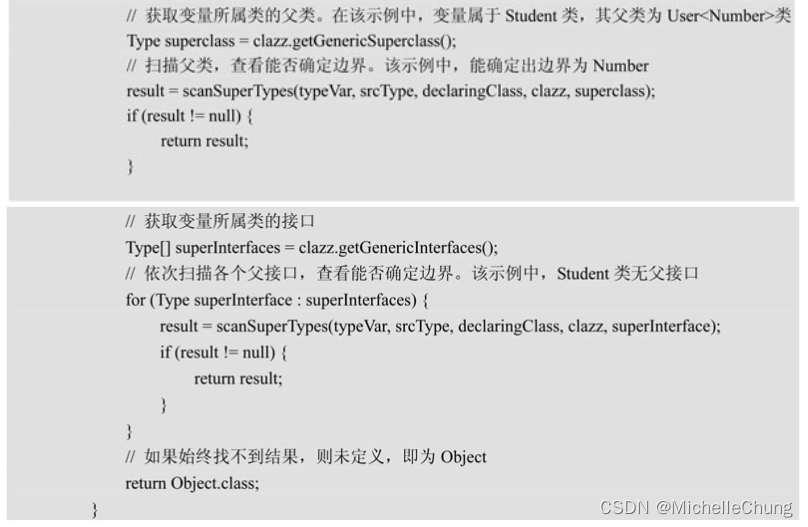 // 获取变量所属类的父类。在该示例中，变量属于 Student 类，其父类为 User<Number>类
Type superclass = clazz.getGenericSuperclass();
// 扫描父类，查看能否确定边界。该示例中，能确定出边界为 Number
result = scanSuperTypes(typeVar, srcType, declaringClass, clazz, superclass);
if (result != null) {
return result;
}
// 获取变量所属类的接口
Type[] superInterfaces = clazz.getGenericInterfaces();
// 依次扫描各个父接口，查看能否确定边界。该示例中，Student 类无父接口
for (Type superInterface : superInterfaces) {
result = scanSuperTypes(typeVar, srcType, declaringClass, clazz, superInterface);
if (result != null) {
return result;
}
}
// 如果始终找不到结果，则未定义，即为 Object
return Object.class;
}
CSDN @MichelleChung